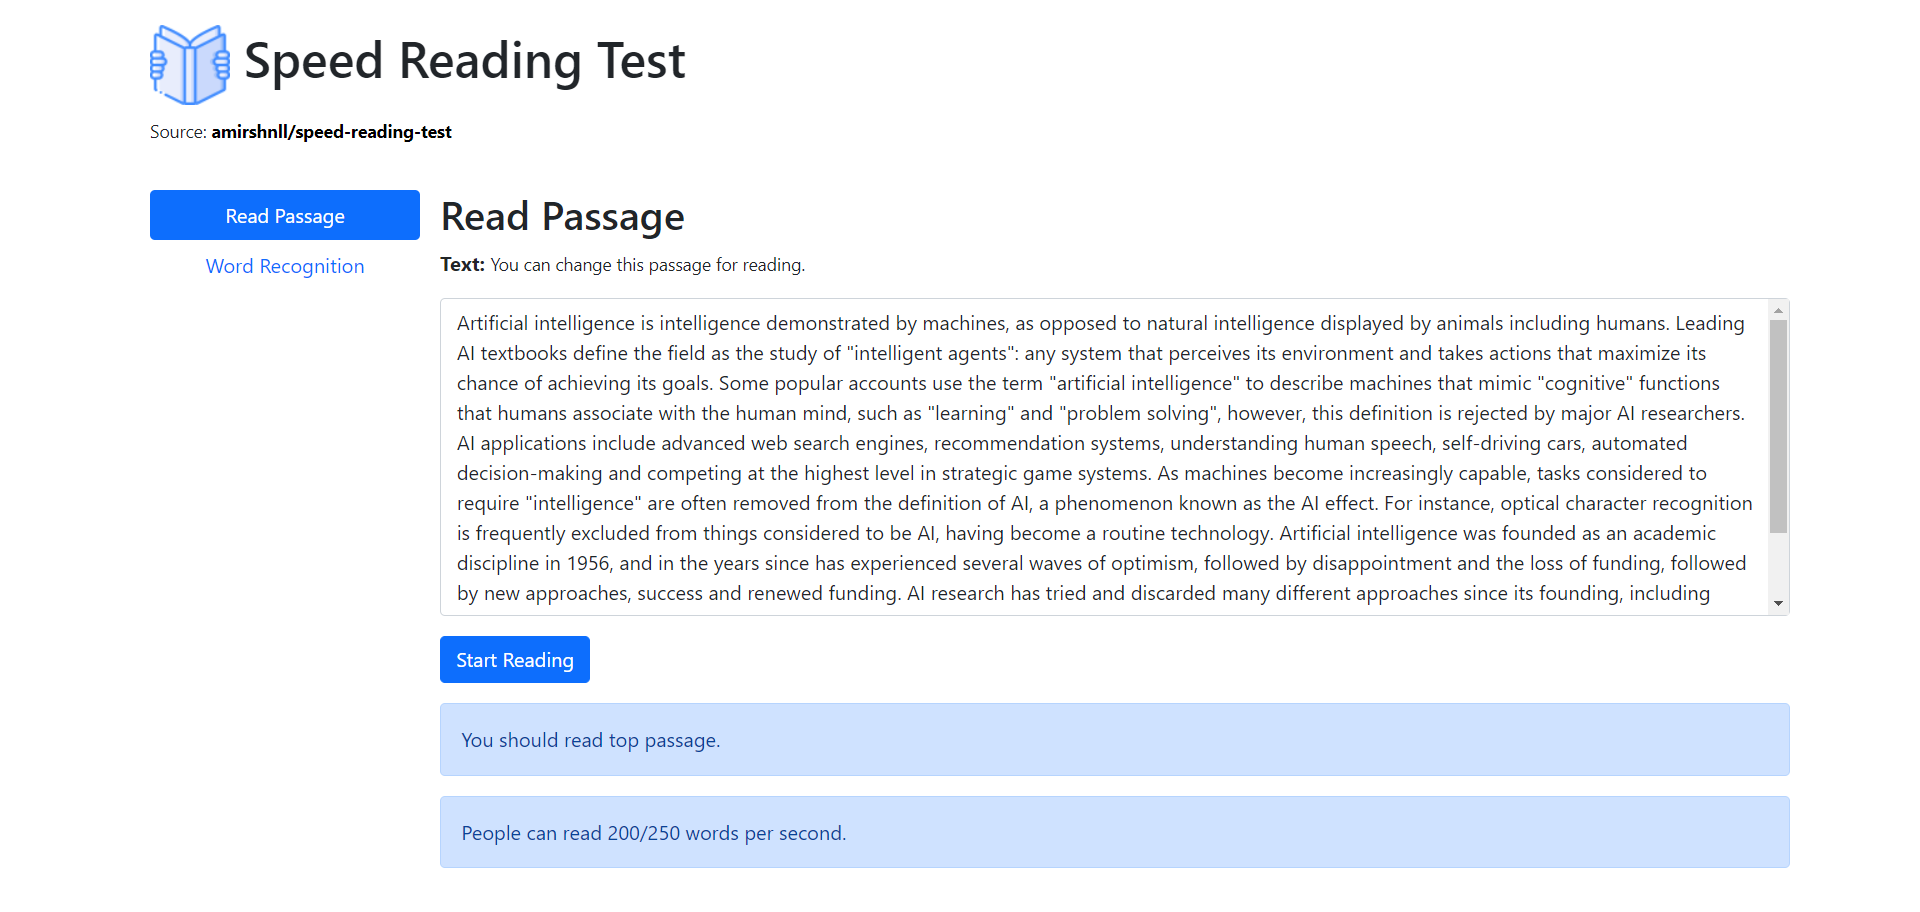 Speed Reading Test
Source: amirshnll/speed-reading-test
Read Passage
Word Recognition
Read Passage
Text: You can change this passage for reading.
Artificial intelligence is intelligence demonstrated by machines, as opposed to natural intelligence displayed by animals including humans. Leading
AI textbooks define the field as the study of "intelligent agents": any system that perceives its environment and takes actions that maximize its
chance of achieving its goals. Some popular accounts use the term "artificial intelligence" to describe machines that mimic "cognitive" functions
that humans associate with the human mind, such as "learning" and "problem solving", however, this definition is rejected by major AI researchers.
AI applications include advanced web search engines, recommendation systems, understanding human speech, self-driving cars, automated
decision-making and competing at the highest level in strategic game systems. As machines become increasingly capable, tasks considered to
require "intelligence" are often removed from the definition of AI, a phenomenon known as the AI effect. For instance, optical character recognition
is frequently excluded from things considered to be AI, having become a routine technology. Artificial intelligence was founded as an academic
discipline in 1956, and in the years since has experienced several waves of optimism, followed by disappointment and the loss of funding, followed
by new approaches, success and renewed funding. AI research has tried and discarded many different approaches since its founding, including
Start Reading
You should read top passage.
People can read 200/250 words per second.